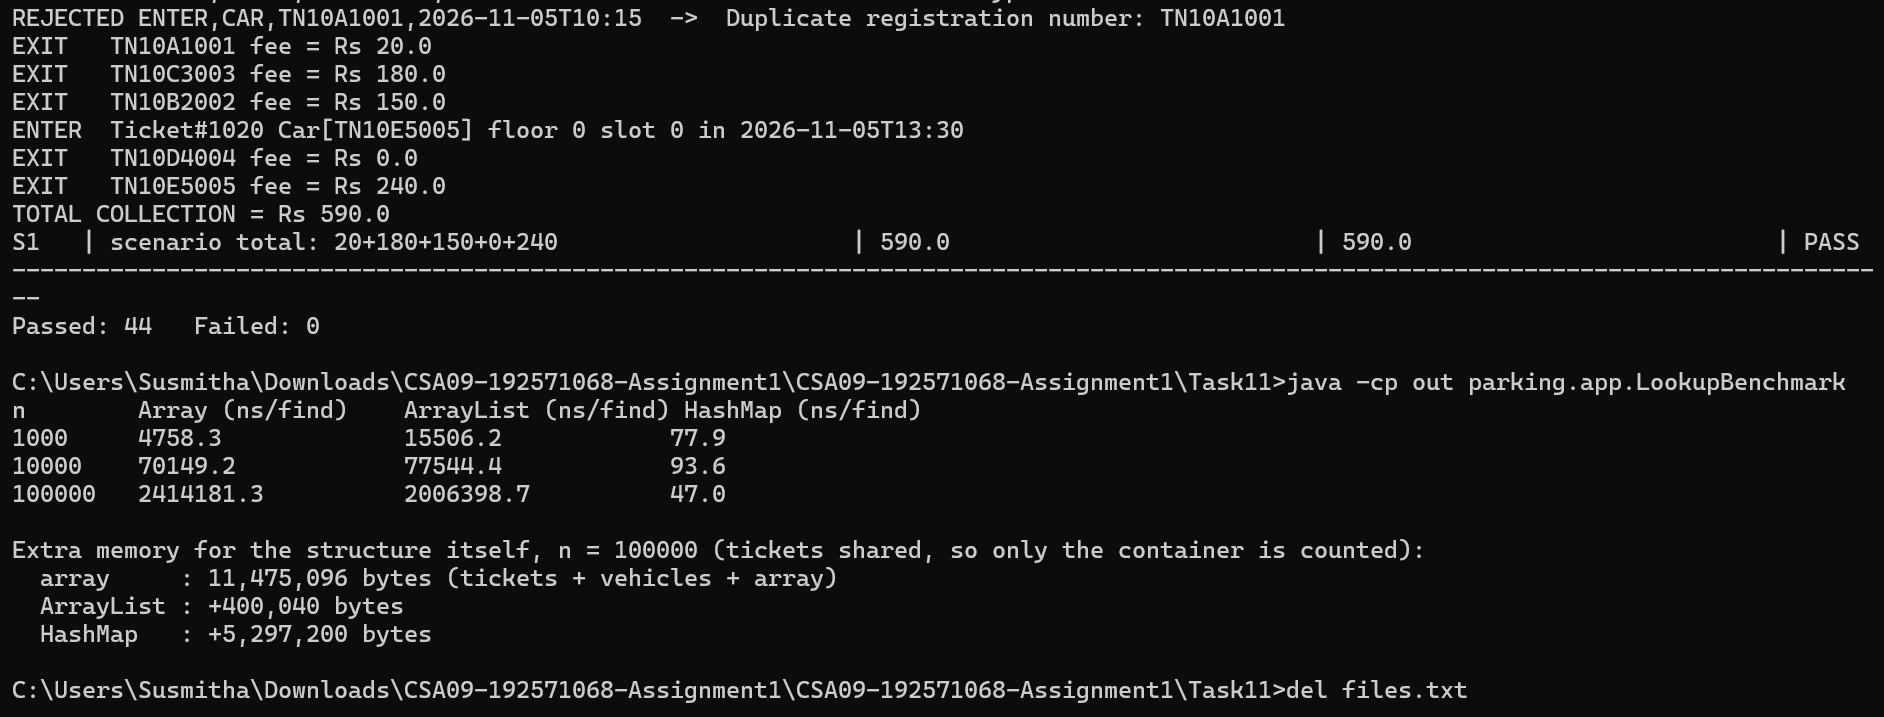 REJECTED ENTER,CAR,TN10A1001,2026-11-05T10:15  ->  Duplicate registration number: TN10A1001
EXIT   TN10A1001 fee = Rs 20.0
EXIT   TN10C3003 fee = Rs 180.0
EXIT   TN10B2002 fee = Rs 150.0
ENTER  Ticket#1020 Car[TN10E5005] floor 0 slot 0 in 2026-11-05T13:30
EXIT   TN10D4004 fee = Rs 0.0
EXIT   TN10E5005 fee = Rs 240.0
TOTAL COLLECTION = Rs 590.0
S1   | scenario total: 20+180+150+0+240                     | 590.0                          | 590.0                          | PASS
-------------------------------------------------------------------------------------------------------------------------------------
--
Passed: 44   Failed: 0
C:\Users\Susmitha\Downloads\CSA09-192571068-Assignment1\CSA09-192571068-Assignment1\Task11>java -cp out parking.app.LookupBenchmark
n        Array (ns/find)    ArrayList (ns/find) HashMap (ns/find)
1000     4758.3             15506.2            77.9
10000    70149.2            77544.4            93.6
100000   2414181.3          2006398.7          47.0
Extra memory for the structure itself, n = 100000 (tickets shared, so only the container is counted):
  array     : 11,475,096 bytes (tickets + vehicles + array)
  ArrayList : +400,040 bytes
  HashMap   : +5,297,200 bytes
C:\Users\Susmitha\Downloads\CSA09-192571068-Assignment1\CSA09-192571068-Assignment1\Task11>del files.txt